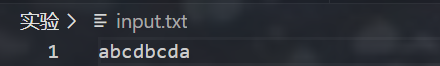 实验 > input.txt
1 abcdbcda